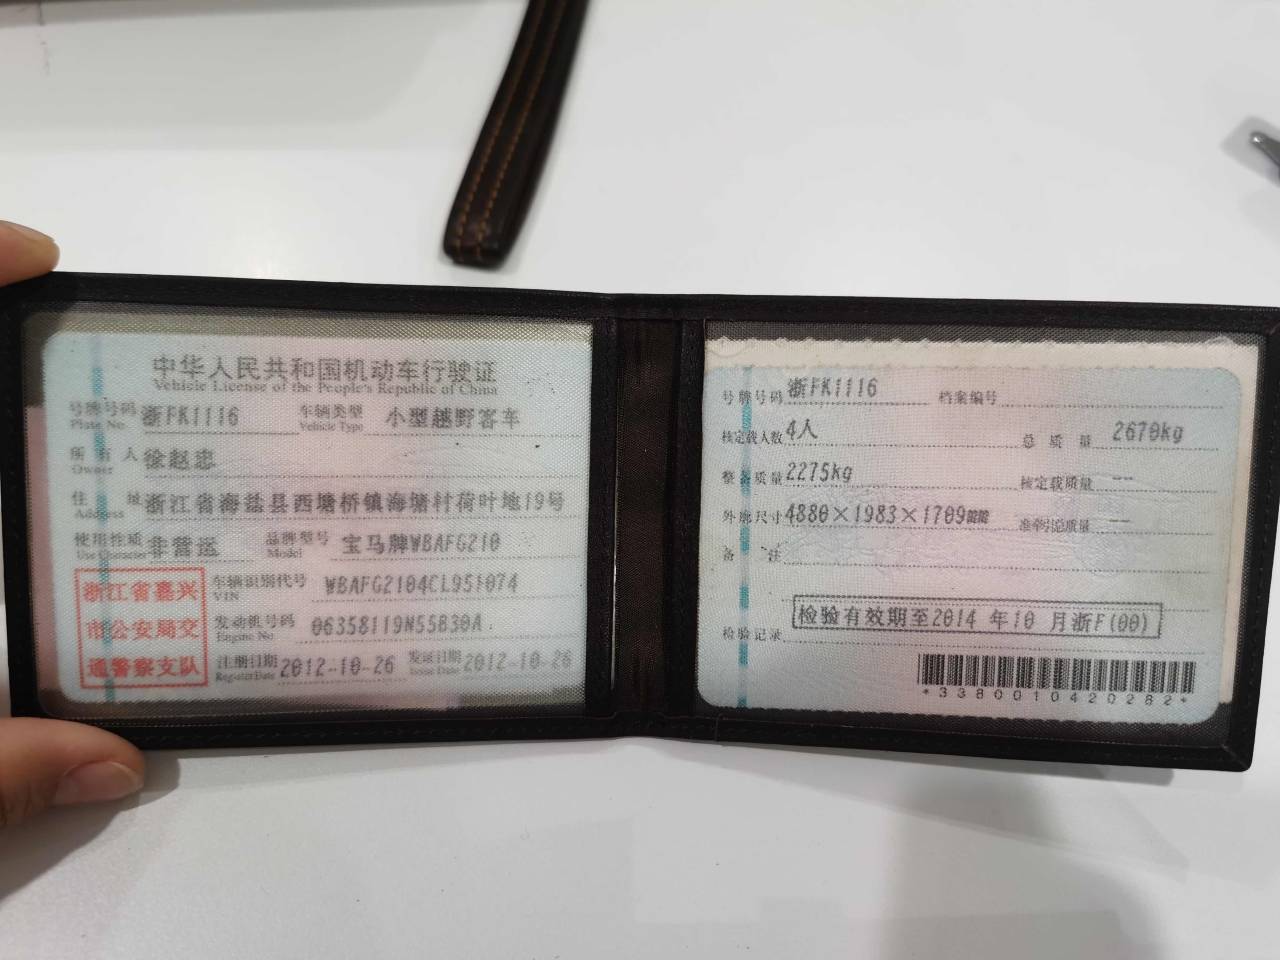 中华人民共和国机动车行驶证
Vehicle License of the People's Republic of China
号牌号码 浙FK1116 车辆类型 小型越野客车
Plate No. Vehicle Type
所有人 徐赵忠
Owner
住址 浙江省海盐县西塘桥镇海塘村荷叶地19号
Address
使用性质 非营运 品牌型号 宝马牌WBAFG210
Use Character Model
浙江省嘉兴
市公安局交
通警察支队
车辆识别代号 WBAFG2104CL951074
VIN
发动机号码 06358119N55B30A
Engine No.
注册日期 2012-10-26 发证日期 2012-10-26
Register Date Issue Date
号牌号码 浙FK1116 档案编号
核定载人数 4人 总质量 2670kg
整备质量 2275kg 核定载质量 --
外廓尺寸 4880×1983×1709 准牵引总质量 --
备注
检验记录 检验有效期至2014 年10 月浙F(00)
*3380010420282*